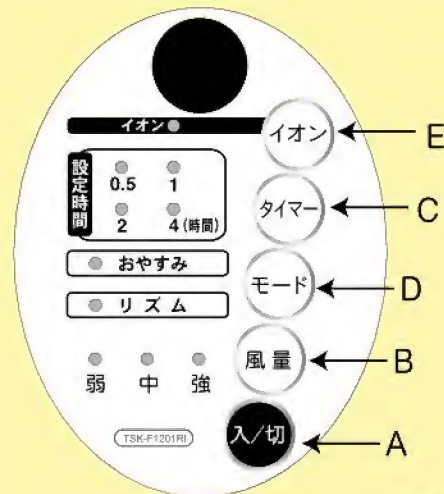 イオン
イオン
E
設定時間
0.5 1
2 4 (時間)
タイマー
C
おやすみ
モード
D
リズム
風量
B
弱 中 強
TSK-F1201RI
入/切
A